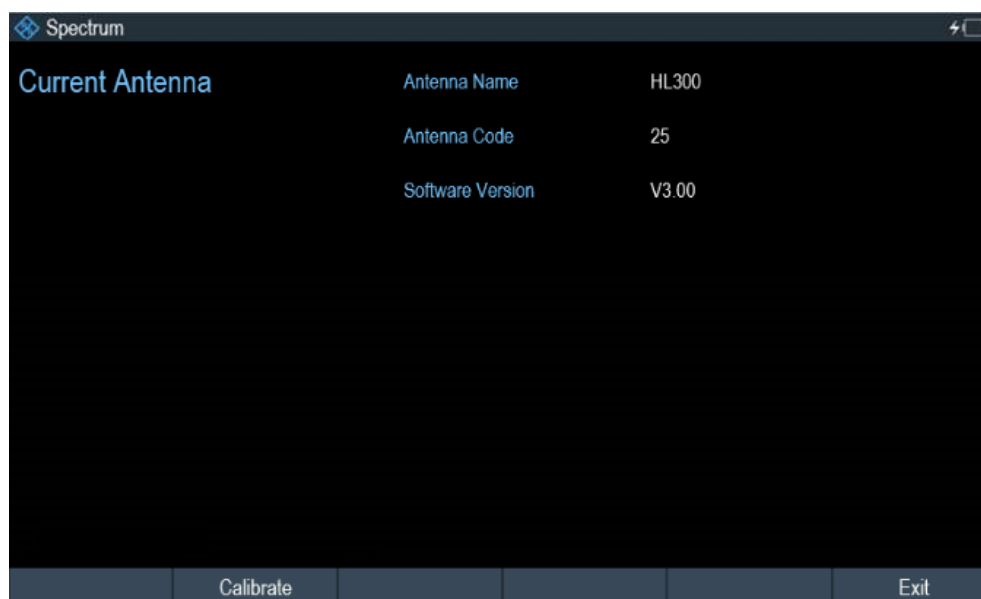 Spectrum
Current Antenna
Antenna Name HL300
Antenna Code 25
Software Version V3.00
Calibrate Exit